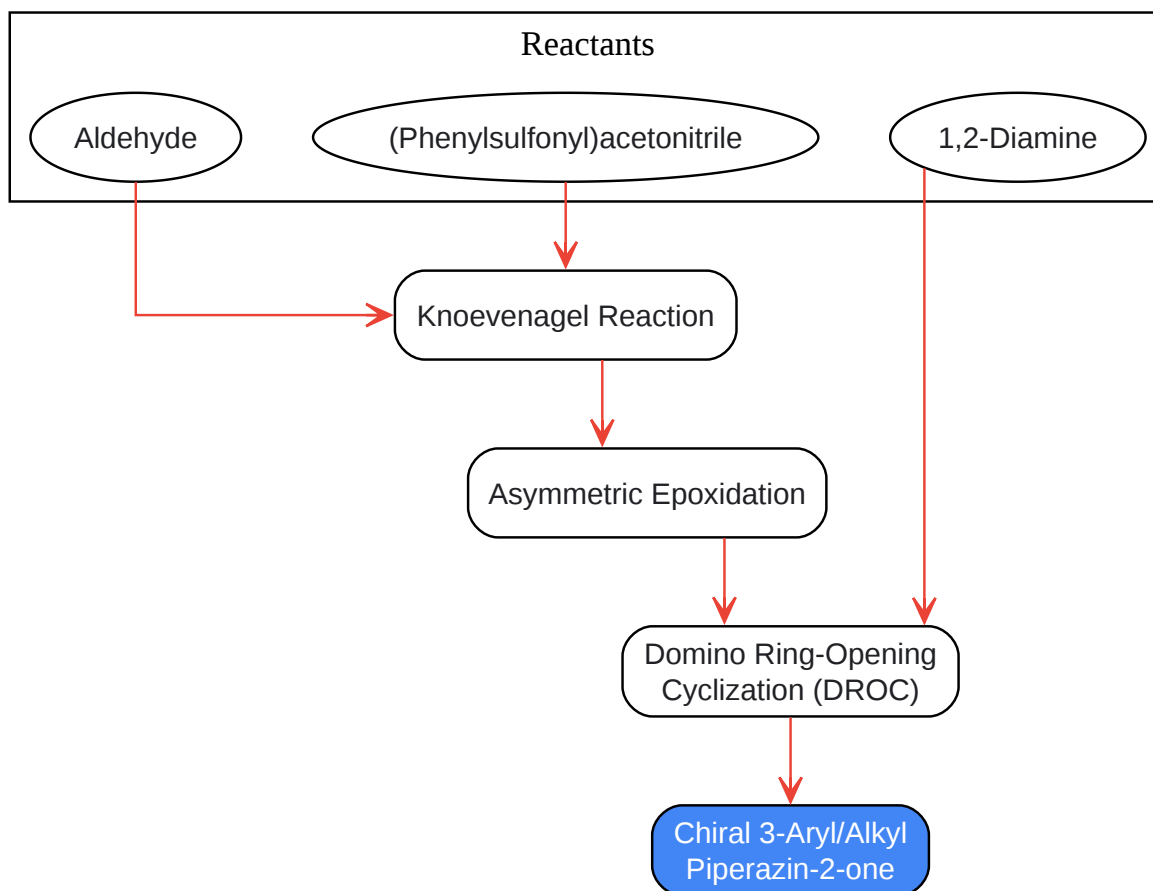 Reactants
Aldehyde
(Phenylsulfonyl)acetonitrile
1,2-Diamine
Knoevenagel Reaction
Asymmetric Epoxidation
Domino Ring-Opening
Cyclization (DROC)
Chiral 3-Aryl/Alkyl
Piperazin-2-one